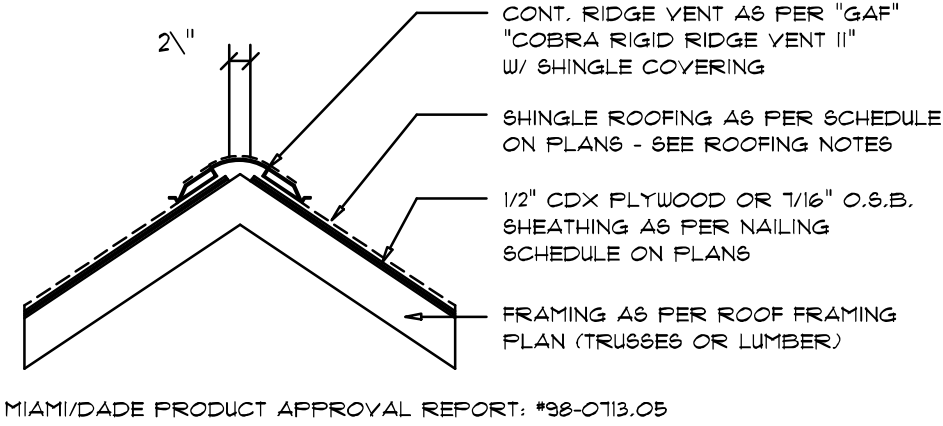 CONT. RIDGE VENT AS PER "GAF"
"COBRA RIGID RIDGE VENT II"
W/ SHINGLE COVERING
2\"
SHINGLE ROOFING AS PER SCHEDULE
ON PLANS - SEE ROOFING NOTES
1/2" CDX PLYWOOD OR 7/16" O.S.B.
SHEATHING AS PER NAILING
SCHEDULE ON PLANS
FRAMING AS PER ROOF FRAMING
PLAN (TRUSSES OR LUMBER)
MIAMI/DADE PRODUCT APPROVAL REPORT: #98-0713.05